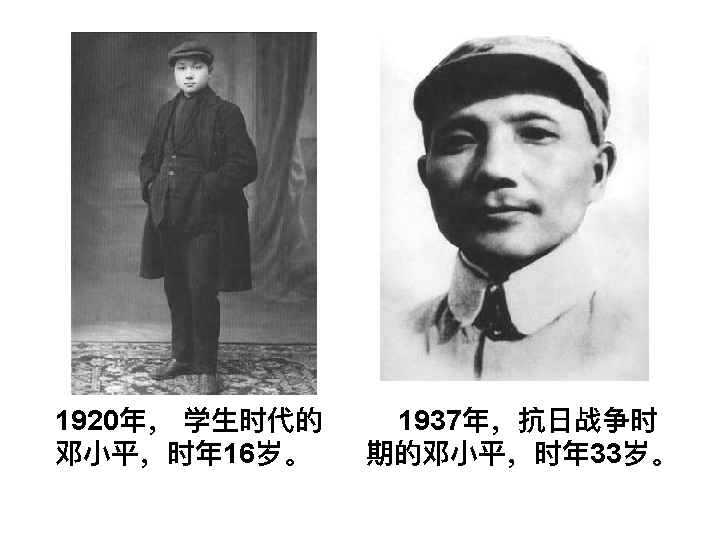 1920年， 学生时代的
邓小平，时年16岁。
1937年，抗日战争时
期的邓小平，时年33岁。